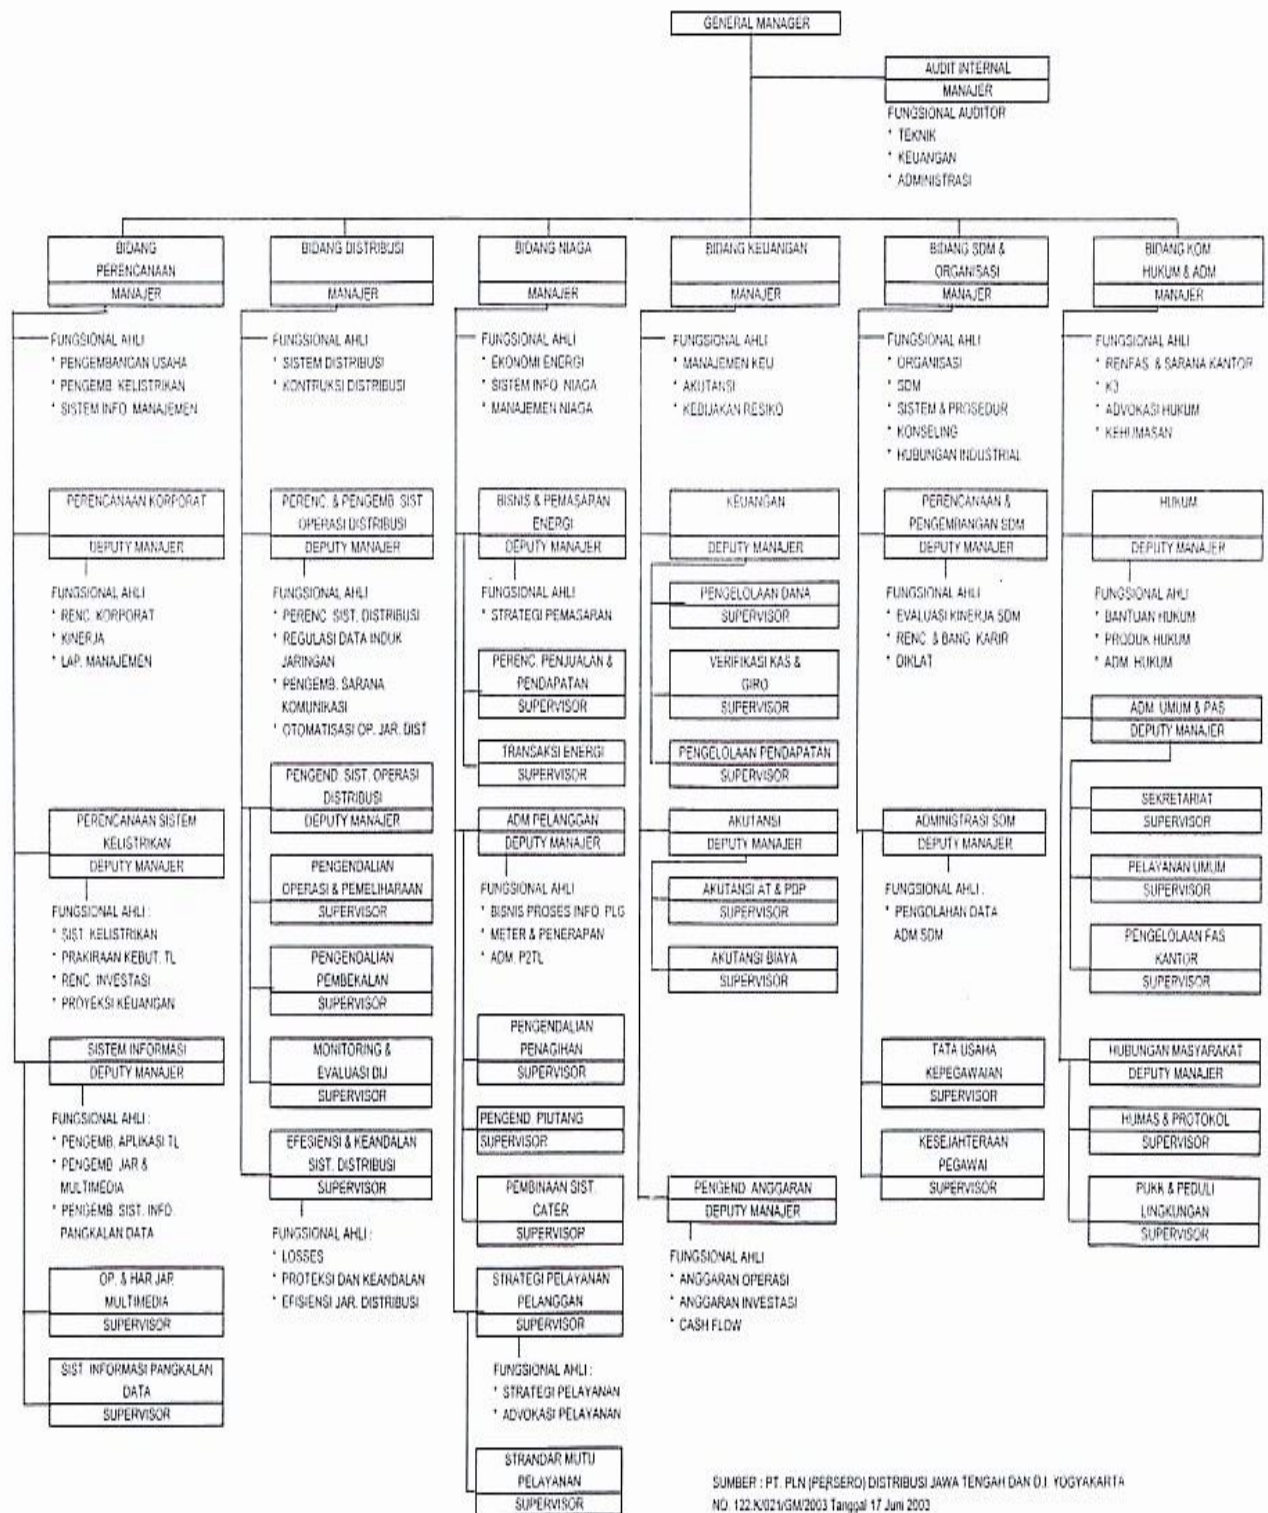 GENERAL MANAGER
AUDIT INTERNAL
MANAJER
FUNGSIONAL AUDITOR
* TEKNIK
* KEUANGAN
* ADMINISTRASI
BIDANG
PERENCANAAN
MANAJER
FUNGSIONAL AHLI
* PENGEMBANGAN USAHA
* PENGEMB. KELISTRIKAN
* SISTEM INFO. MANAJEMEN
PERENCANAAN KORPORAT
DEPUTY MANAJER
FUNGSIONAL AHLI
* RENC. KORPORAT
* KINERJA
* LAP. MANAJEMEN
PERENCANAAN SISTEM
KELISTRIKAN
DEPUTY MANAJER
FUNGSIONAL AHLI :
* SIST. KELISTRIKAN
* PRAKIRAAN KEBUT. TL
* RENC. INVESTASI
* PROYEKSI KEUANGAN
SISTEM INFORMASI
DEPUTY MANAJER
FUNGSIONAL AHLI :
* PENGEMB. APLIKASI TL
* PENGEMB. JAR &
MULTIMEDIA
* PENGEMB. SIST. INFO.
PANGKALAN DATA
OP. & HAR JAR.
MULTIMEDIA
SUPERVISOR
SIST. INFORMASI PANGKALAN
DATA
SUPERVISOR
BIDANG DISTRIBUSI
MANAJER
FUNGSIONAL AHLI
* SISTEM DISTRIBUSI
* KONTRUKSI DISTRIBUSI
PERENC. & PENGEMB. SIST
OPERASI DISTRIBUSI
DEPUTY MANAJER
FUNGSIONAL AHLI
* PERENC. SIST. DISTRIBUSI
* REGULASI DATA INDUK
JARINGAN
* PENGEMB. SARANA
KOMUNIKASI
* OTOMATISASI OP. JAR. DIST
PENGEND. SIST. OPERASI
DISTRIBUSI
DEPUTY MANAJER
PENGENDALIAN
OPERASI & PEMELIHARAAN
SUPERVISOR
PENGENDALIAN
PEMBEKALAN
SUPERVISOR
MONITORING &
EVALUASI DIJ
SUPERVISOR
EFESIENSI & KEANDALAN
SIST. DISTRIBUSI
SUPERVISOR
FUNGSIONAL AHLI :
* LOSSES
* PROTEKSI DAN KEANDALAN
* EFISIENSI JAR. DISTRIBUSI
BIDANG NIAGA
MANAJER
FUNGSIONAL AHLI
* EKONOMI ENERGI
* SISTEM INFO. NIAGA
* MANAJEMEN NIAGA
BISNIS & PEMASARAN
ENERGI
DEPUTY MANAJER
FUNGSIONAL AHLI
* STRATEGI PEMASARAN
PERENC. PENJUALAN &
PENDAPATAN
SUPERVISOR
TRANSAKSI ENERGI
SUPERVISOR
ADM PELANGGAN
DEPUTY MANAJER
FUNGSIONAL AHLI
* BISNIS PROSES INFO. PLG
* METER & PENERAPAN
* ADM. P2TL
PENGENDALIAN
PENAGIHAN
SUPERVISOR
PENGEND. PIUTANG
SUPERVISOR
PEMBINAAN SIST.
CATER
SUPERVISOR
STRATEGI PELAYANAN
PELANGGAN
SUPERVISOR
FUNGSIONAL AHLI :
* STRATEGI PELAYANAN
* ADVOKASI PELAYANAN
STRANDAR MUTU
PELAYANAN
SUPERVISOR
BIDANG KEUANGAN
MANAJER
FUNGSIONAL AHLI
* MANAJEMEN KEU
* AKUTANSI
* KEBIJAKAN RESIKO
KEUANGAN
DEPUTY MANAJER
PENGELOLAAN DANA
SUPERVISOR
VERIFIKASI KAS &
GIRO
SUPERVISOR
PENGELOLAAN PENDAPATAN
SUPERVISOR
AKUTANSI
DEPUTY MANAJER
AKUTANSI AT & PDP
SUPERVISOR
AKUTANSI BIAYA
SUPERVISOR
PENGEND. ANGGARAN
DEPUTY MANAJER
FUNGSIONAL AHLI
* ANGGARAN OPERASI
* ANGGARAN INVESTASI
* CASH FLOW
BIDANG SDM &
ORGANISASI
MANAJER
FUNGSIONAL AHLI
* ORGANISASI
* SDM
* SISTEM & PROSEDUR
* KONSELING
* HUBUNGAN INDUSTRIAL
PERENCANAAN &
PENGEMBANGAN SDM
DEPUTY MANAJER
FUNGSIONAL AHLI
* EVALUASI KINERJA SDM
* RENC. & BANG. KARIR
* DIKLAT
ADMINISTRASI SDM
DEPUTY MANAJER
FUNGSIONAL AHLI :
* PENGOLAHAN DATA
ADM SDM
TATA USAHA
KEPEGAWAIAN
SUPERVISOR
KESEJAHTERAAN
PEGAWAI
SUPERVISOR
BIDANG KOM
HUKUM & ADM
MANAJER
FUNGSIONAL AHLI
* RENFAS. & SARANA KANTOR
* K3
* ADVOKASI HUKUM
* KEHUMASAN
HUKUM
DEPUTY MANAJER
FUNGSIONAL AHLI
* BANTUAN HUKUM
* PRODUK HUKUM
* ADM. HUKUM
ADM. UMUM & PAS
DEPUTY MANAJER
SEKRETARIAT
SUPERVISOR
PELAYANAN UMUM
SUPERVISOR
PENGELOLAAN FAS
KANTOR
SUPERVISOR
HUBUNGAN MASYARAKAT
DEPUTY MANAJER
HUMAS & PROTOKOL
SUPERVISOR
PUKK & PEDULI
LINGKUNGAN
SUPERVISOR
SUMBER : PT. PLN (PERSERO) DISTRIBUSI JAWA TENGAH DAN D.I. YOGYAKARTA
NO. 122.K/021/GM/2003 Tanggal 17 Juni 2003